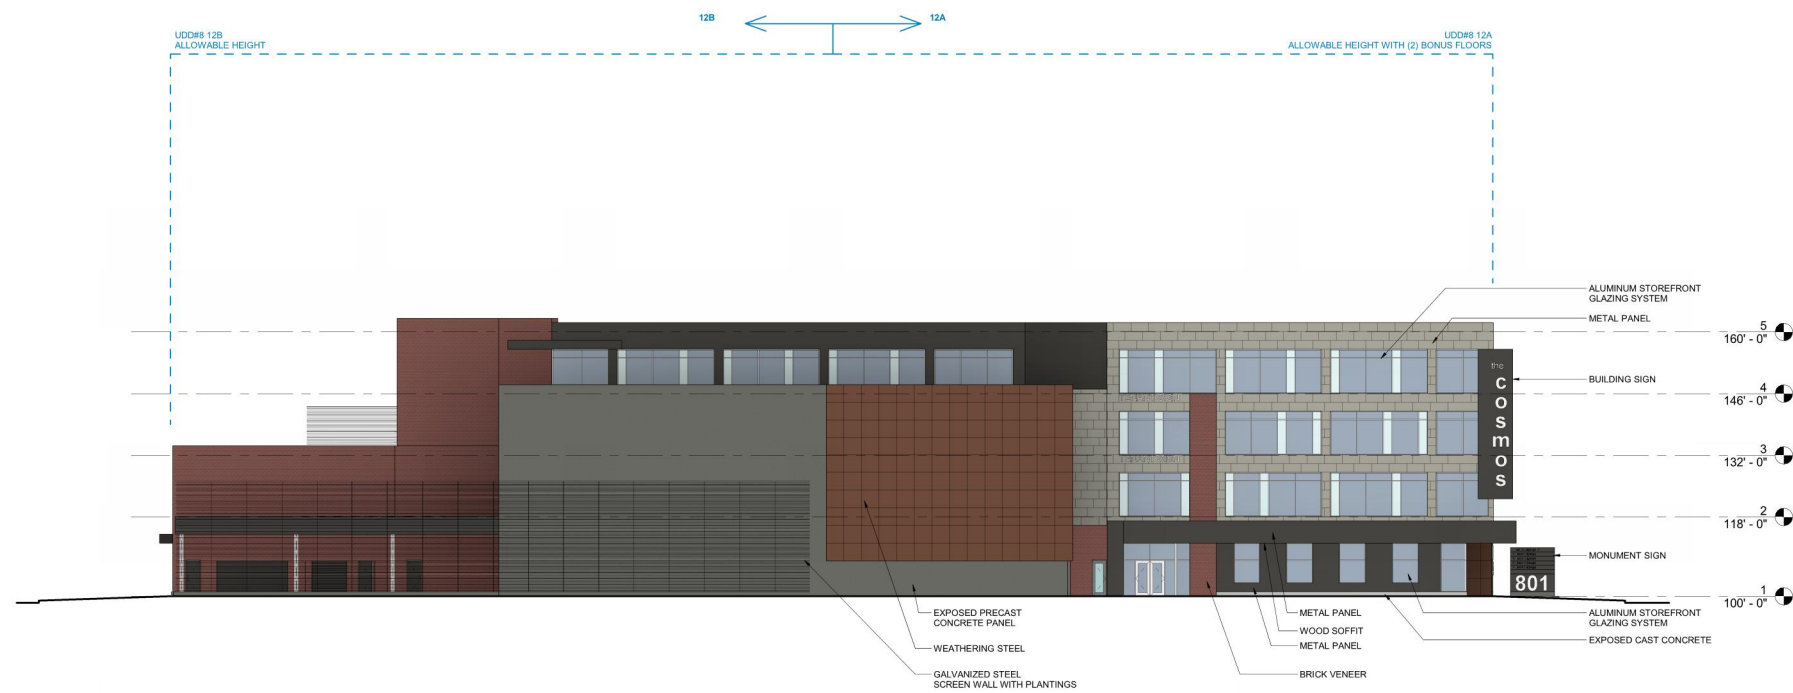 12B
12A
UDD#8 12B
ALLOWABLE HEIGHT
UDD#8 12A
ALLOWABLE HEIGHT WITH (2) BONUS FLOORS
ALUMINUM STOREFRONT
GLAZING SYSTEM
METAL PANEL
5
160' - 0"
the
cosmos
BUILDING SIGN
4
146' - 0"
3
132' - 0"
2
118' - 0"
MONUMENT SIGN
801
1
100' - 0"
EXPOSED PRECAST
CONCRETE PANEL
WEATHERING STEEL
GALVANIZED STEEL
SCREEN WALL WITH PLANTINGS
METAL PANEL
WOOD SOFFIT
METAL PANEL
BRICK VENEER
ALUMINUM STOREFRONT
GLAZING SYSTEM
EXPOSED CAST CONCRETE